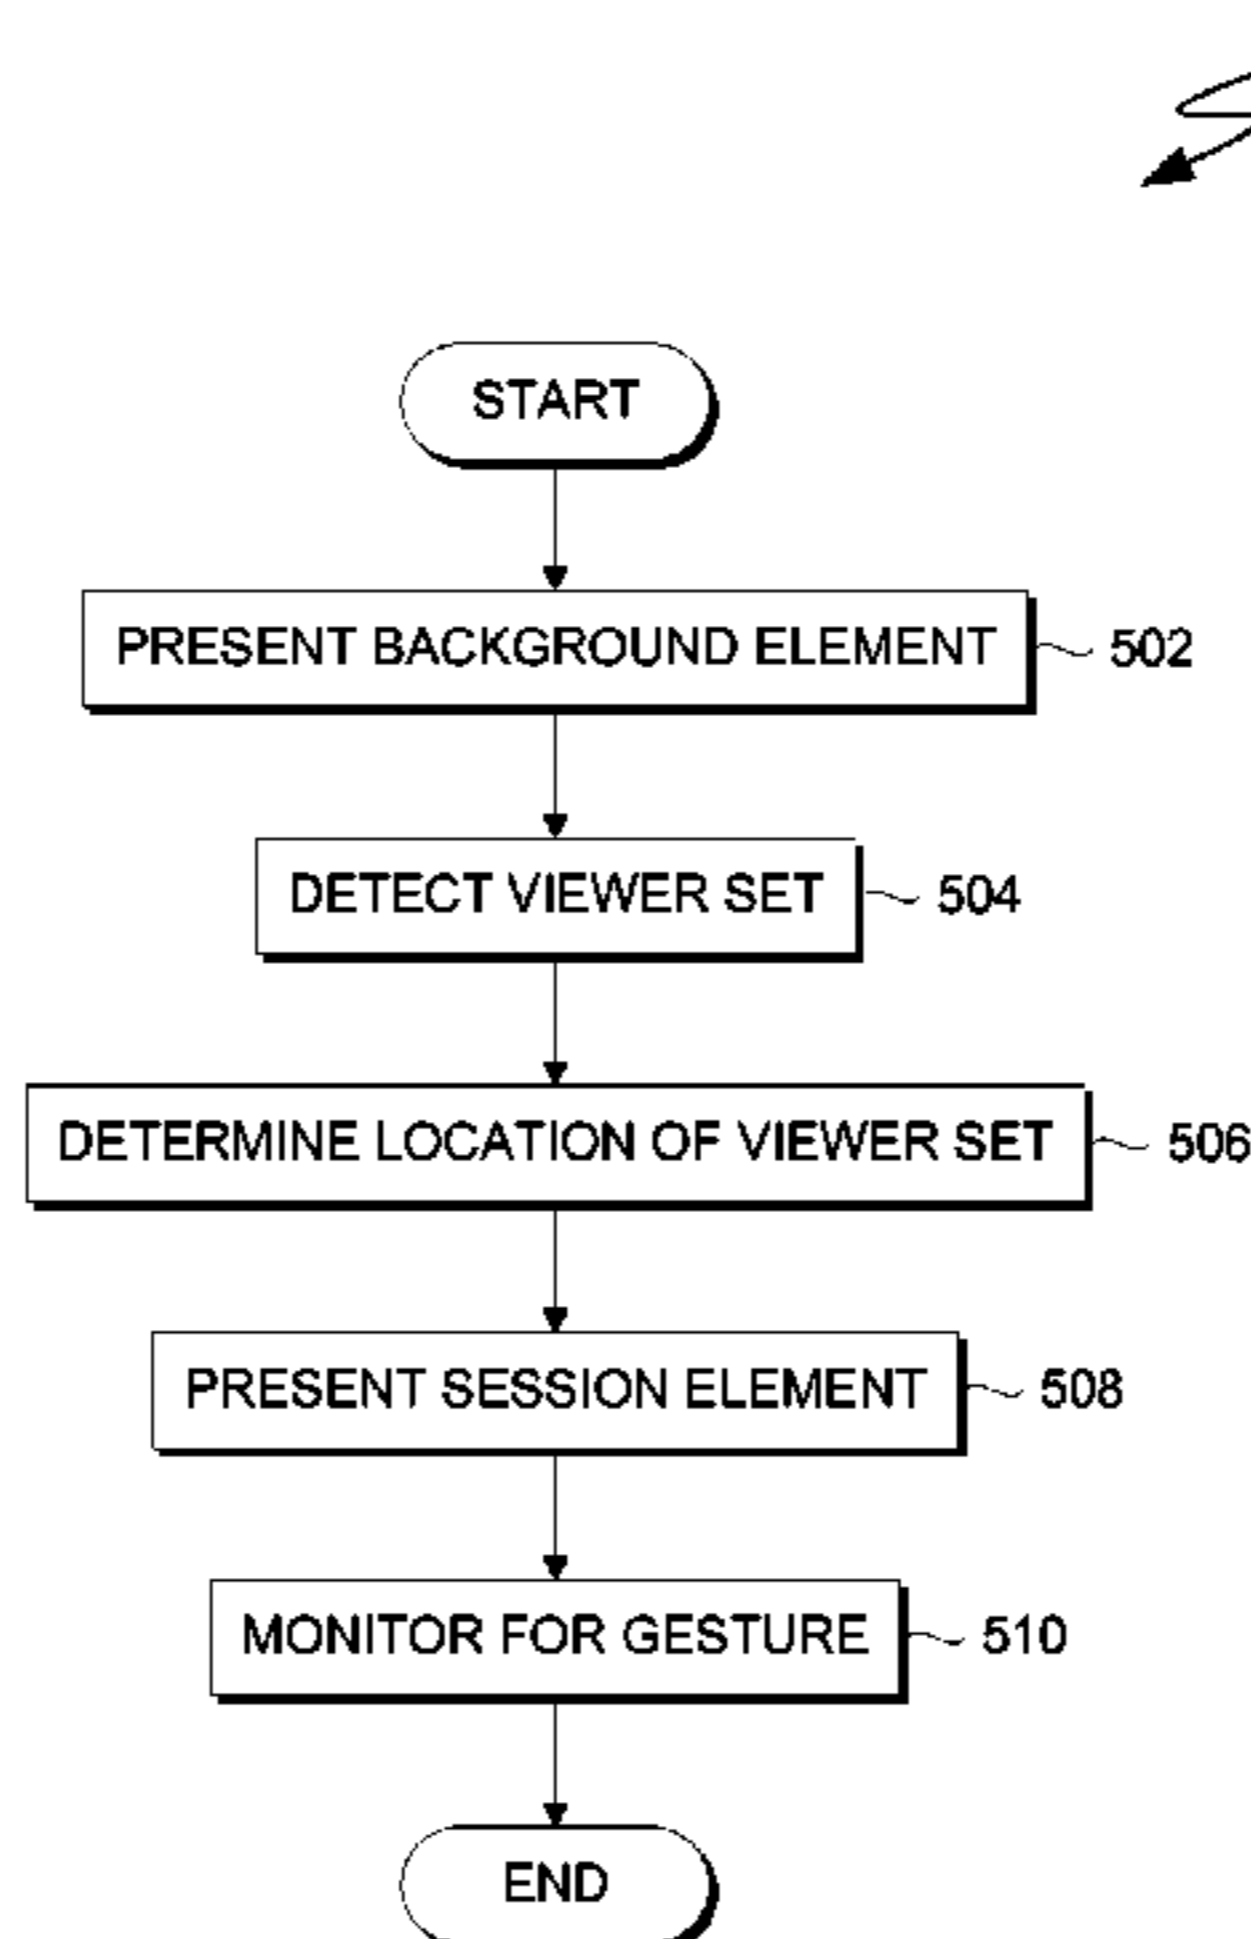 START
PRESENT BACKGROUND ELEMENT 502
DETECT VIEWER SET 504
DETERMINE LOCATION OF VIEWER SET 506
PRESENT SESSION ELEMENT 508
MONITOR FOR GESTURE 510
END